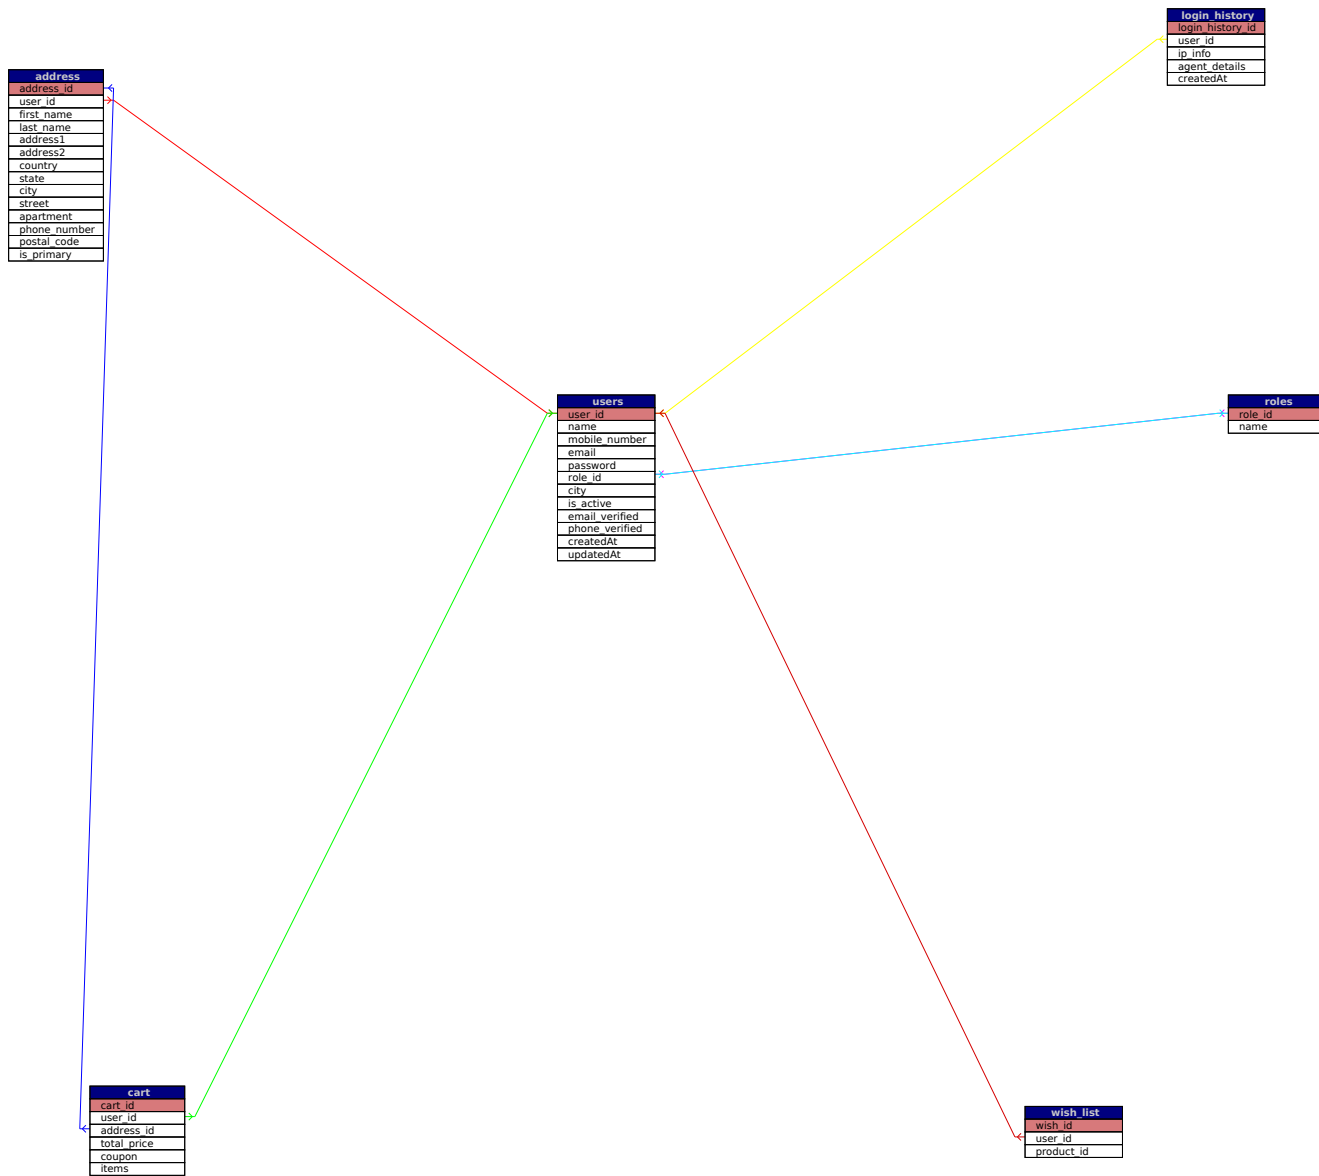 login_history
login_history_id
user_id
ip_info
agent_details
createdAt
address
address_id
user_id
first_name
last_name
address1
address2
country
state
city
street
apartment
phone_number
postal_code
is_primary
users
user_id
name
mobile_number
email
password
role_id
city
is_active
email_verified
phone_verified
createdAt
updatedAt
roles
role_id
name
cart
cart_id
user_id
address_id
total_price
coupon
items
wish_list
wish_id
user_id
product_id